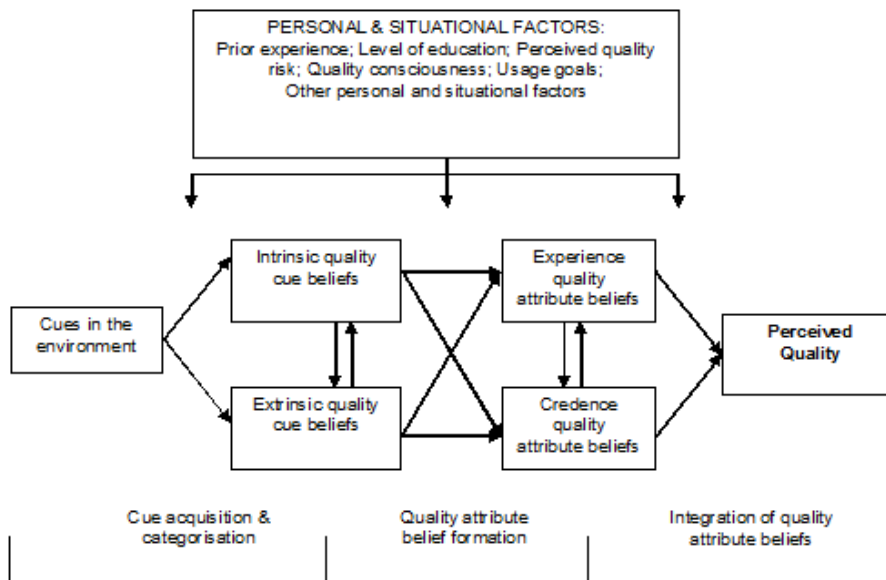 PERSONAL & SITUATIONAL FACTORS:
Prior experience; Level of education; Perceived quality
risk; Quality consciousness; Usage goals;
Other personal and situational factors
Intrinsic quality
cue beliefs
Experience
quality
attribute beliefs
Cues in the
environment
Perceived
Quality
Extrinsic quality
cue beliefs
Credence
quality
attribute beliefs
Cue acquisition &
categorisation
Quality attribute
belief formation
Integration of quality
attribute beliefs